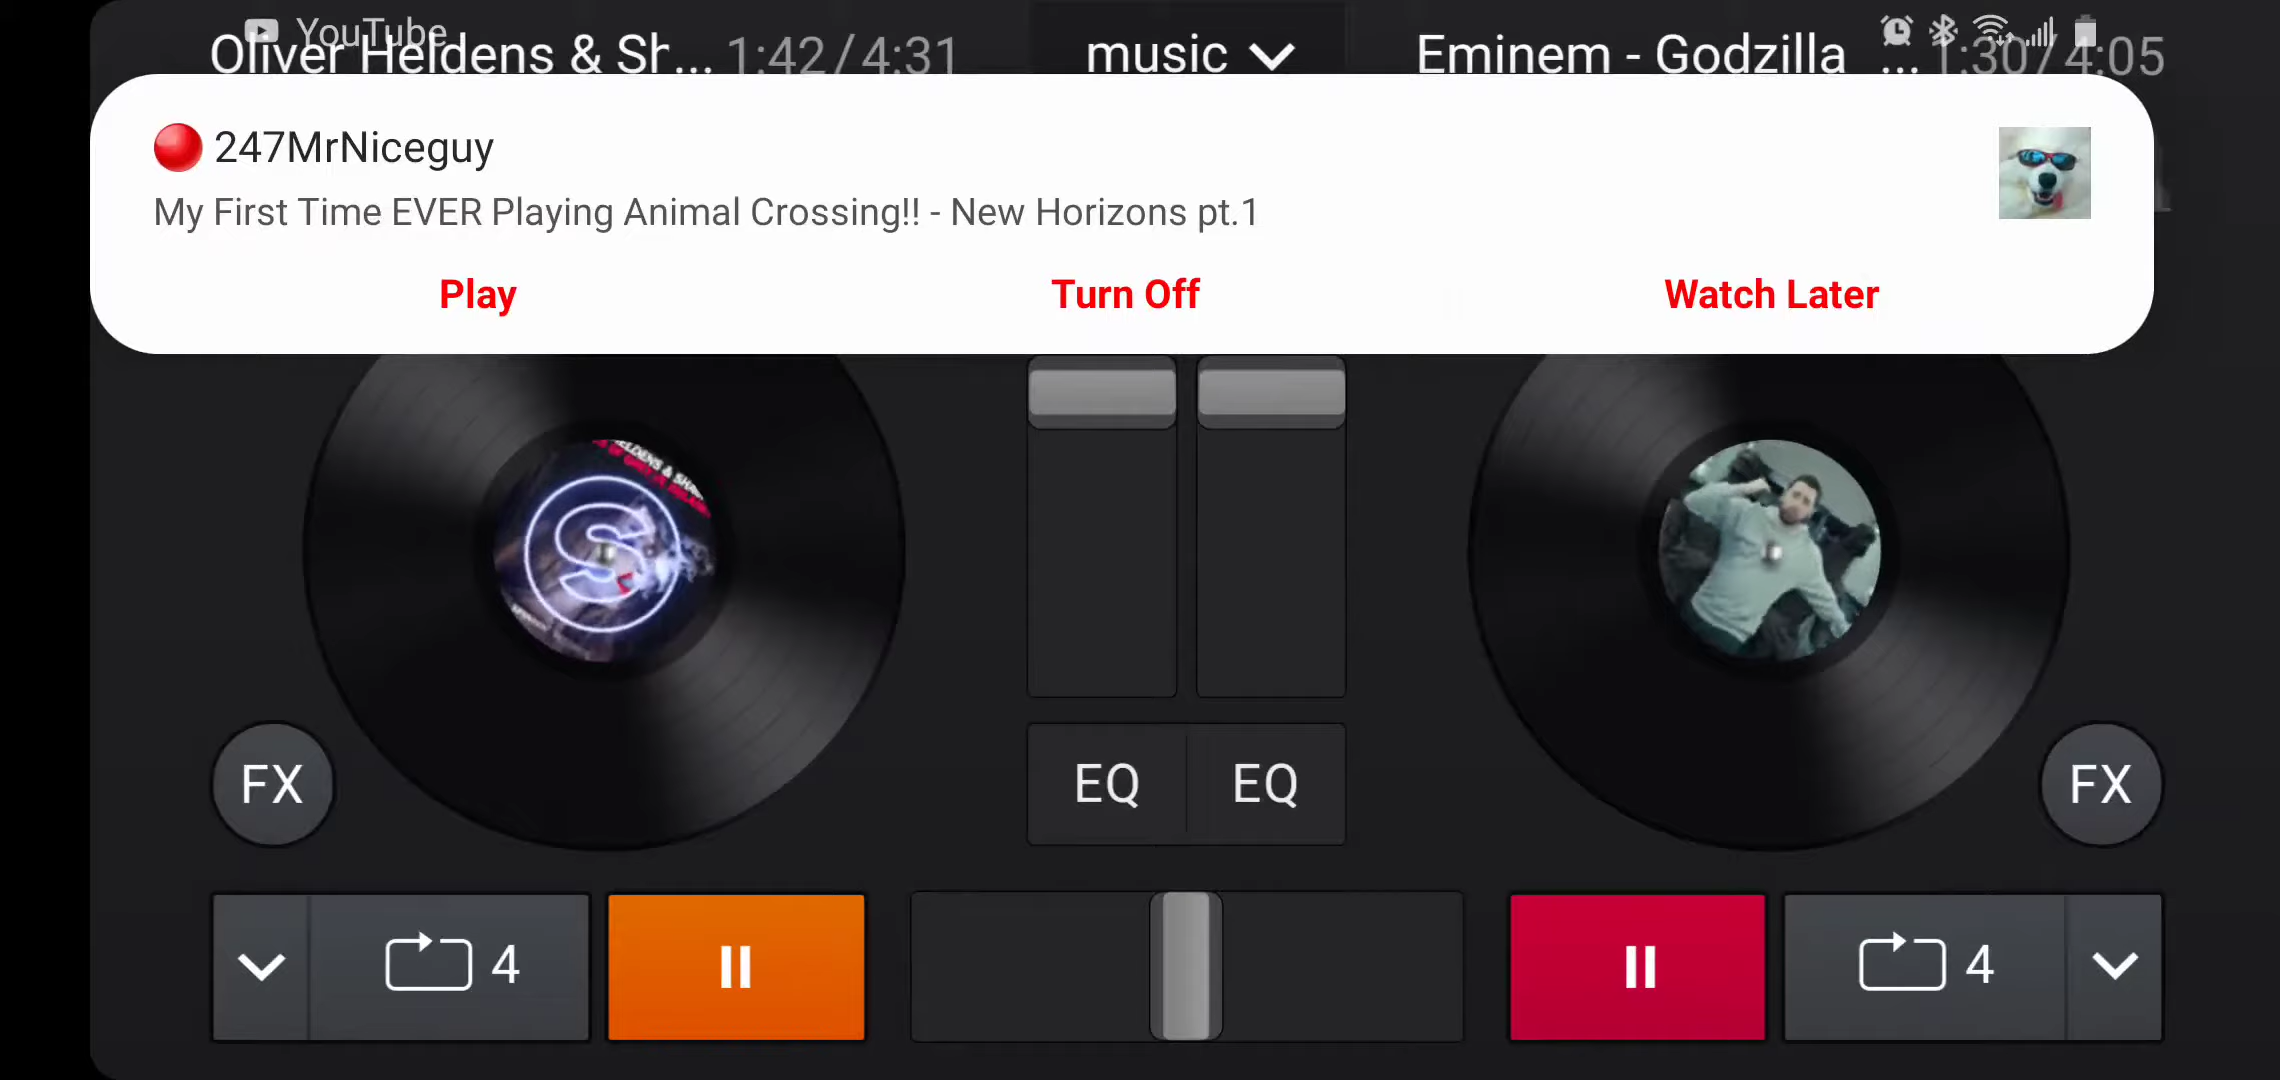 YouTube
Oliver Heldens & Sh... 1:42/4:31
music
Eminem - Godzilla ... 1:30/4:05
247MrNiceguy
My First Time EVER Playing Animal Crossing!! - New Horizons pt.1
Play
Turn Off
Watch Later
S
FX
EQ
EQ
FX
4
4